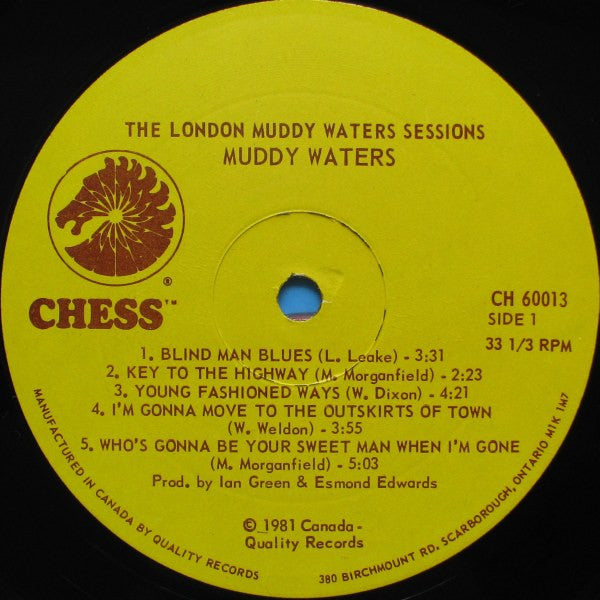 THE LONDON MUDDY WATERS SESSIONS
MUDDY WATERS
®
CHESS™
CH 60013
SIDE 1
33 1/3 RPM
1. BLIND MAN BLUES (L. Leake) - 3:31
2. KEY TO THE HIGHWAY (M. Morganfield) - 2:23
3. YOUNG FASHIONED WAYS (W. Dixon) - 4:21
4. I'M GONNA MOVE TO THE OUTSKIRTS OF TOWN
(W. Weldon) - 3:55
5. WHO'S GONNA BE YOUR SWEET MAN WHEN I'M GONE
(M. Morganfield) - 5:03
Prod. by Ian Green & Esmond Edwards
© 1981 Canada -
Quality Records
MANUFACTURED IN CANADA BY QUALITY RECORDS
380 BIRCHMOUNT RD. SCARBOROUGH, ONTARIO M1K 1M7